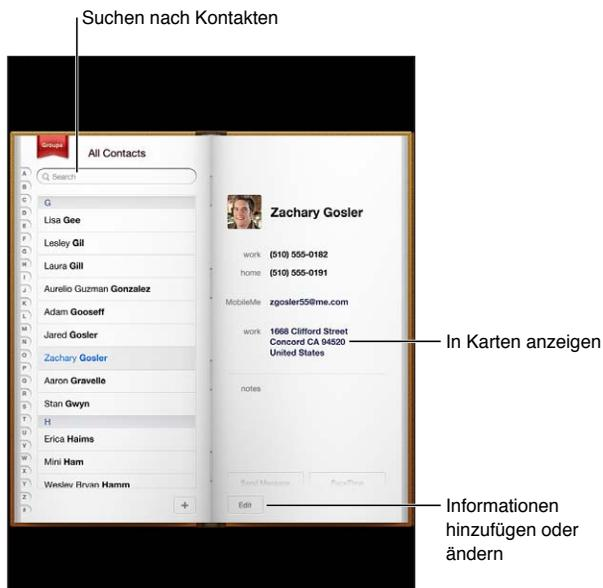 Suchen nach Kontakten
Groups
All Contacts
Search
A
B
C
D
E
F
G
H
I
J
K
L
M
N
O
P
Q
R
S
T
U
V
W
X
Y
Z
#
G
Lisa Gee
Lesley Gil
Laura Gill
Aurelio Guzman Gonzalez
Adam Gooseff
Jared Gosler
Zachary Gosler
Aaron Gravelle
Stan Gwyn
H
Erica Haims
Mini Ham
Wesley Bryan Hamm
+
Zachary Gosler
work (510) 555-0182
home (510) 555-0191
MobileMe zgosler55@me.com
work 1668 Clifford Street
Concord CA 94520
United States
notes
Send Message FaceTime
Edit
In Karten anzeigen
Informationen
hinzufügen oder
ändern